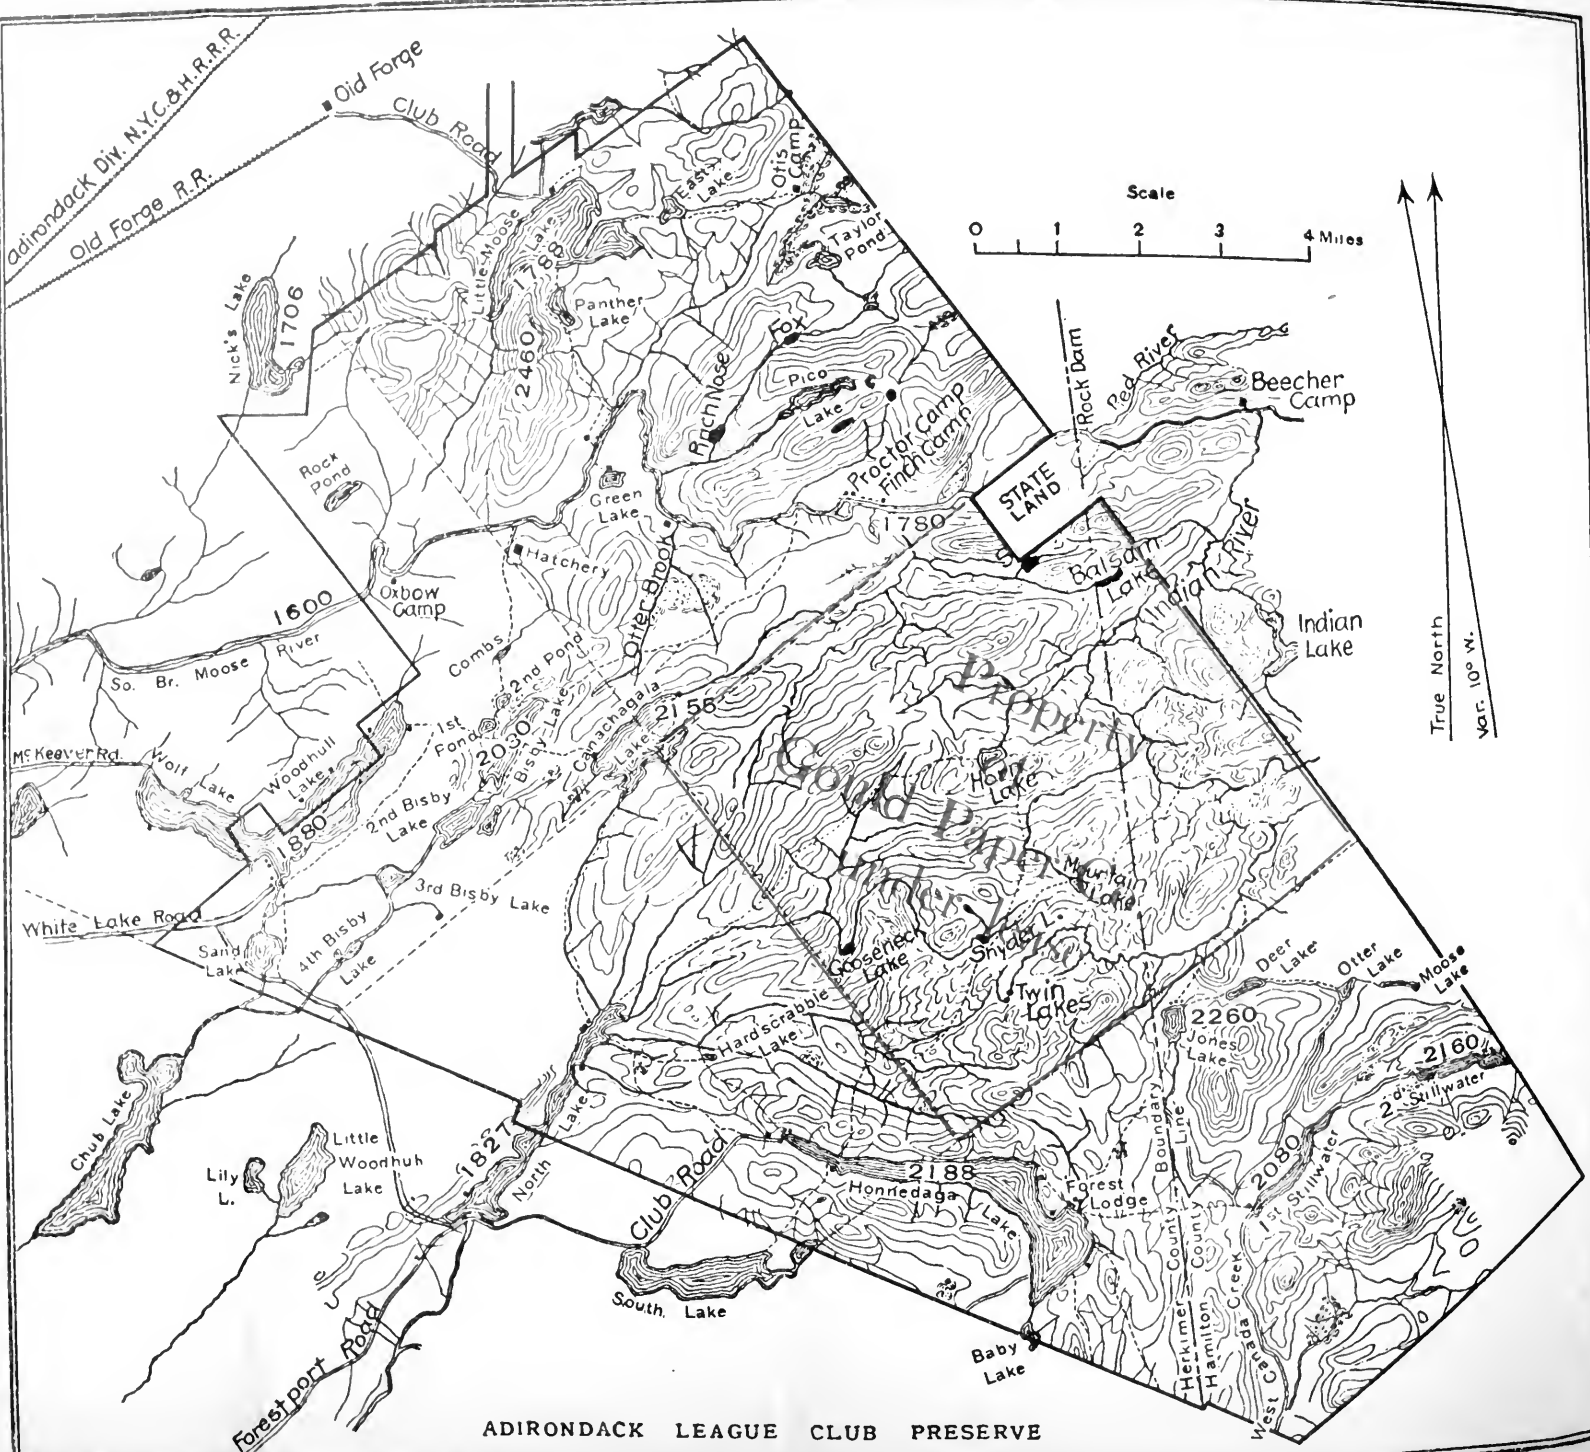 Adirondack Div. N.Y.C.&H.R.R.R.
Old Forge R.R.
Old Forge
Club Road
Nick's Lake
1706
Little Moose
Lake
1788
2460
Panther
Lake
East
Lake
Otis
Camp
Taylor
Pond
Fox
Pinch Nose
Pico
Lake
Proctor Camp
Finch Camp
1780
Scale
0 1 2 3 4 Miles
Rock Dam
Red River
Beecher
Camp
STATE
LAND
True North
Var. 10° W.
Rock
Pond
Green
Lake
Hatchery
Otter Brook
Oxbow
Camp
1600
So. Br. Moose River
Combs
2nd Pond
1st
Pond
2030
Bisby Lake
Canachagala
Lake
2156
Balsam
Lake
Indian River
Indian
Lake
McKeever Rd.
Wolf Lake
Woodhull
Lake
1880
2nd Bisby
Lake
3rd Bisby Lake
4th Bisby
Lake
White Lake Road
Sand
Lake
Property
of
Gould Paper Co.
under lease
Horn
Lake
Mountain
Lake
Gooseneck
Lake
Snyder L.
Twin
Lakes
Hardscrabble
Lake
Deer
Lake
Otter
Lake
Moose
Lake
2260
Jones
Lake
2160
2d Stillwater
2080
1st Stillwater
Chub Lake
Lily
L.
Little
Woodhull
Lake
1827
North
Lake
Club Road
2188
Honnedaga
Lake
Forest
Lodge
Boundary
Line
County
County
Herkimer
Hamilton
West Canada Creek
South Lake
Baby
Lake
Forestport Road
ADIRONDACK LEAGUE CLUB PRESERVE